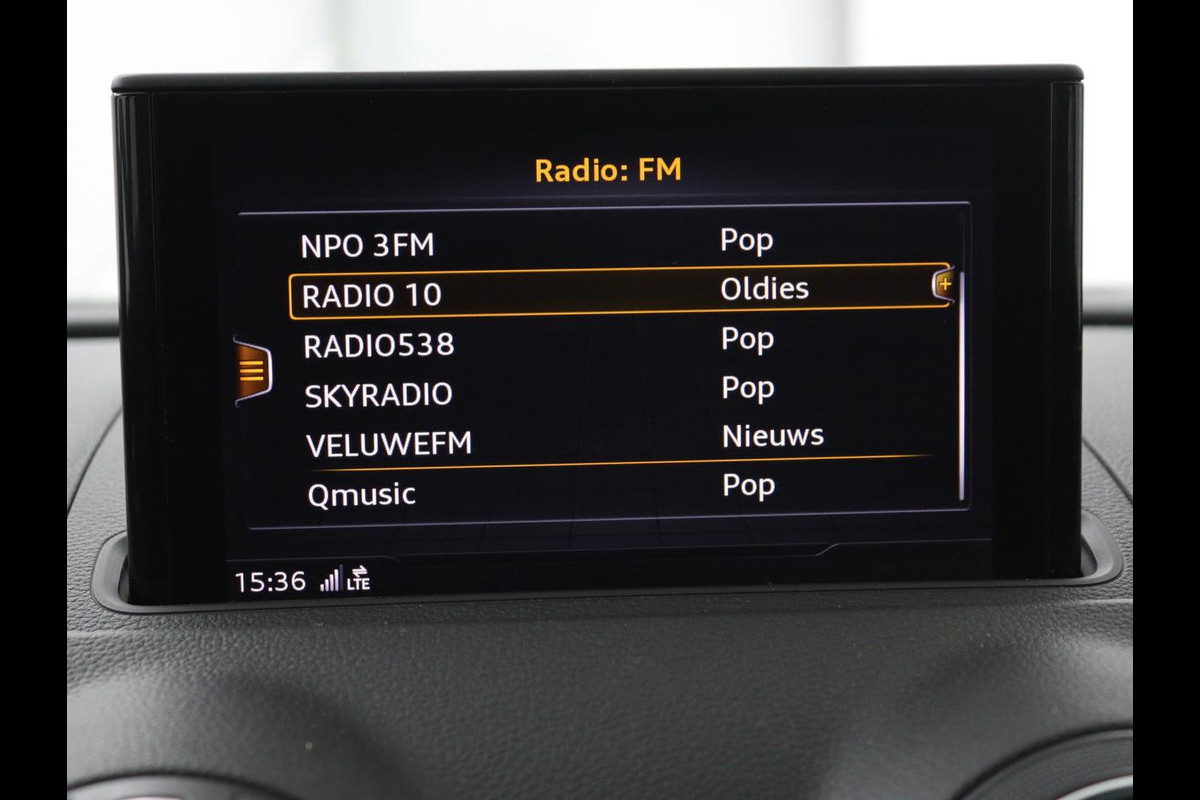 Radio: FM
NPO 3FM Pop
RADIO 10 Oldies
RADIO538 Pop
SKYRADIO Pop
VELUWEFM Nieuws
Qmusic Pop
15:36 LTE